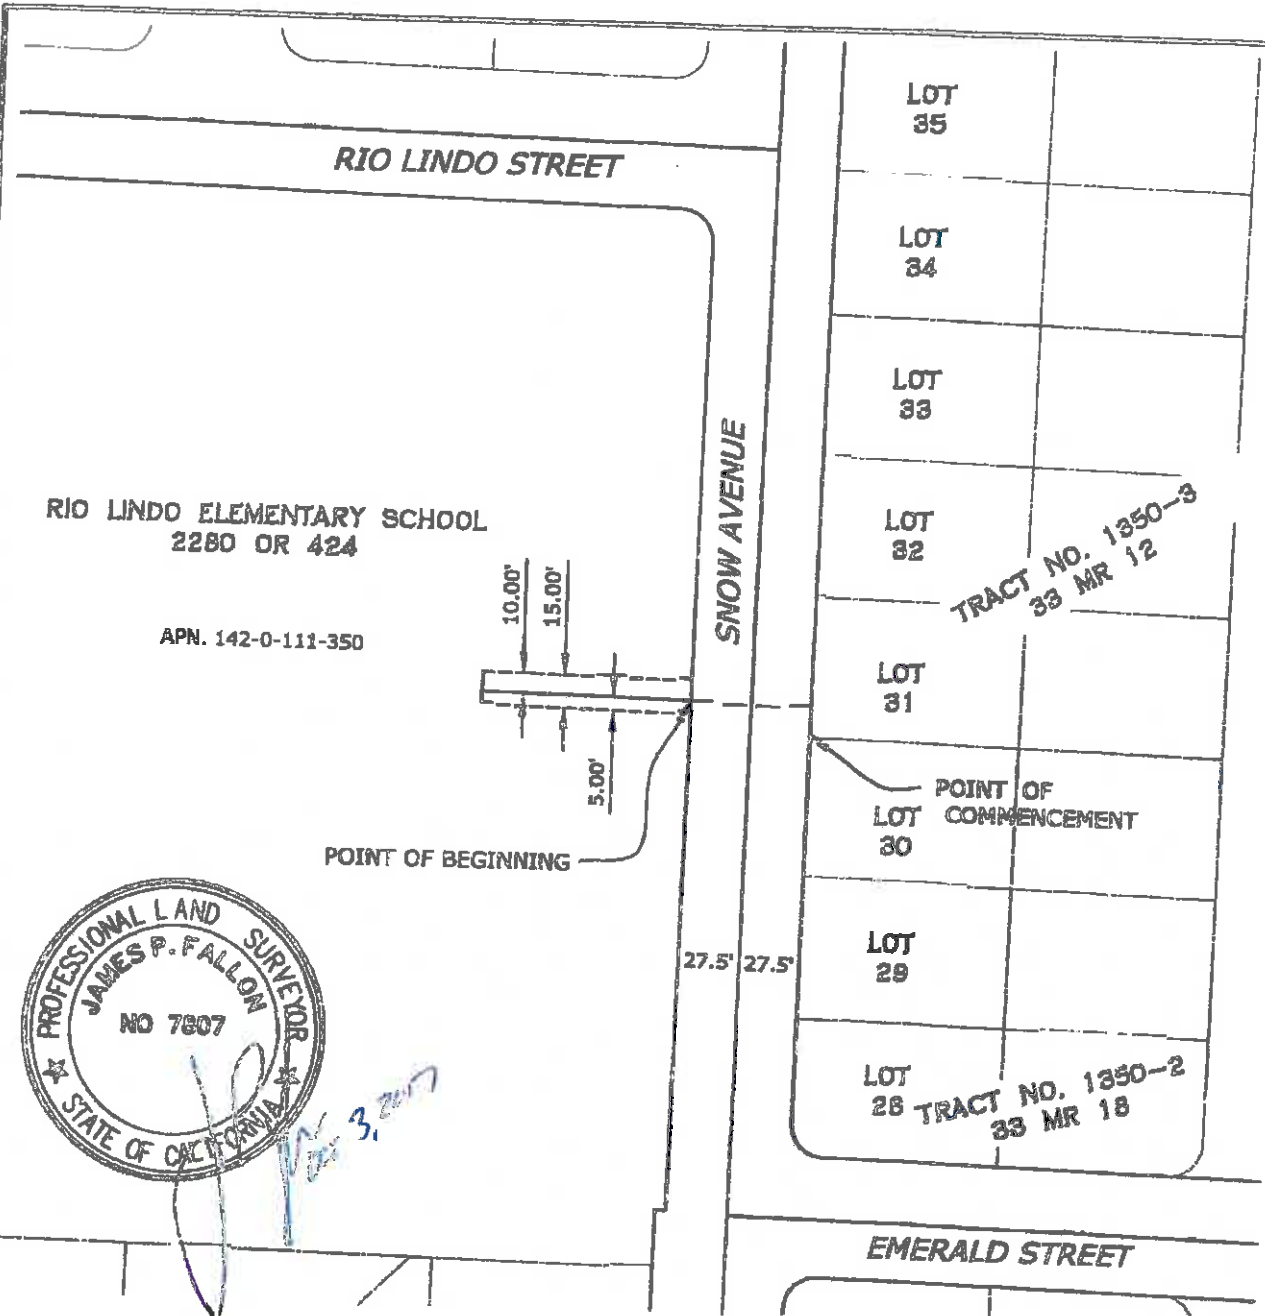 RIO LINDO STREET
LOT
35
LOT
34
LOT
33
LOT
32
LOT
31
LOT
30
LOT
29
LOT
28
SNOW AVENUE
TRACT NO. 1350-3
33 MR 12
RIO LINDO ELEMENTARY SCHOOL
2280 OR 424
APN. 142-0-111-350
10.00'
15.00'
5.00'
POINT OF
COMMENCEMENT
POINT OF BEGINNING
27.5' 27.5'
PROFESSIONAL LAND SURVEYOR
JAMES P. FALLON
NO 7807
STATE OF CALIFORNIA
3, 2017
TRACT NO. 1350-2
33 MR 18
EMERALD STREET